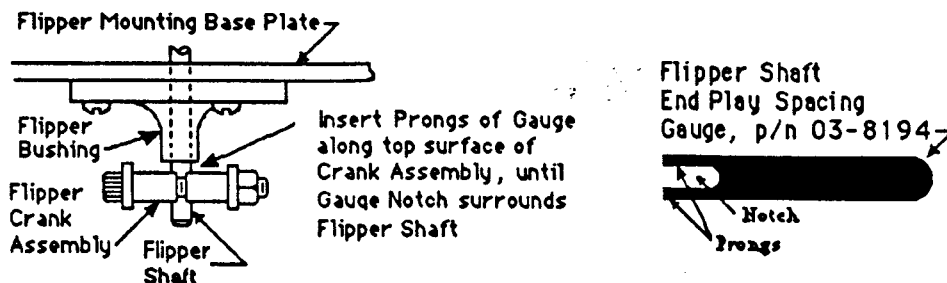 Flipper Mounting Base Plate
Flipper
Bushing
Flipper
Crank
Assembly
Flipper
Shaft
Insert Prongs of Gauge
along top surface of
Crank Assembly, until
Gauge Notch surrounds
Flipper Shaft
Flipper Shaft
End Play Spacing
Gauge, p/n 03-8194-
Notch
Prongs